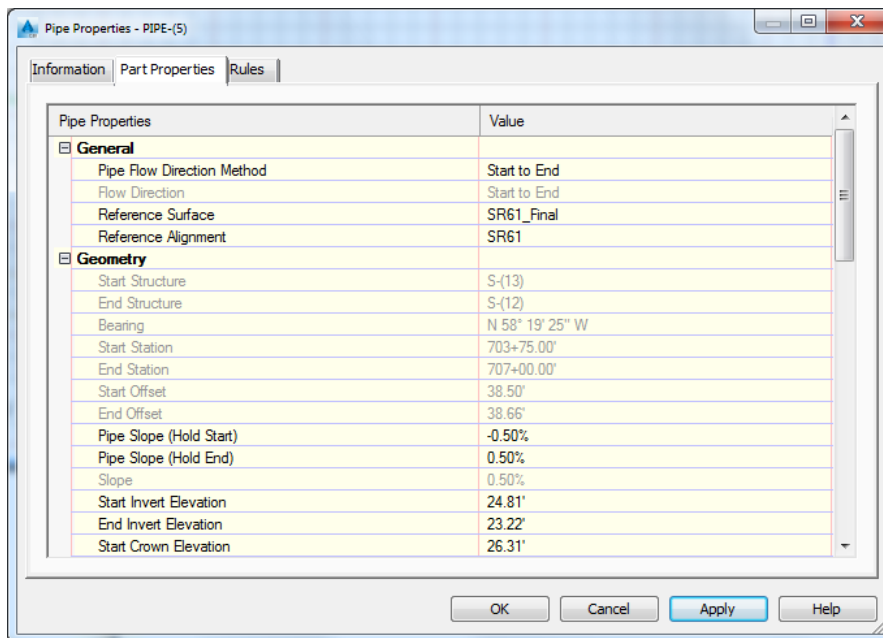 Pipe Properties - PIPE-(5)
Information Part Properties Rules
Pipe Properties Value
General
Pipe Flow Direction Method Start to End
Flow Direction Start to End
Reference Surface SR61_Final
Reference Alignment SR61
Geometry
Start Structure S-(13)
End Structure S-(12)
Bearing N 58° 19' 25" W
Start Station 703+75.00'
End Station 707+00.00'
Start Offset 38.50'
End Offset 38.66'
Pipe Slope (Hold Start) -0.50%
Pipe Slope (Hold End) 0.50%
Slope 0.50%
Start Invert Elevation 24.81'
End Invert Elevation 23.22'
Start Crown Elevation 26.31'
OK Cancel Apply Help